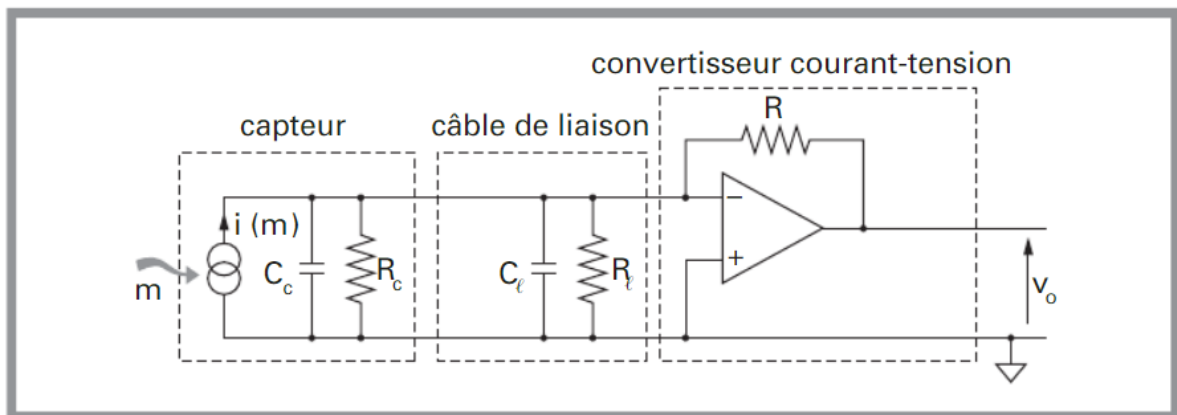 convertisseur courant-tension
capteur
câble de liaison
R
i (m)
m
C_c
R_c
C_ℓ
R_ℓ
−
+
v_o